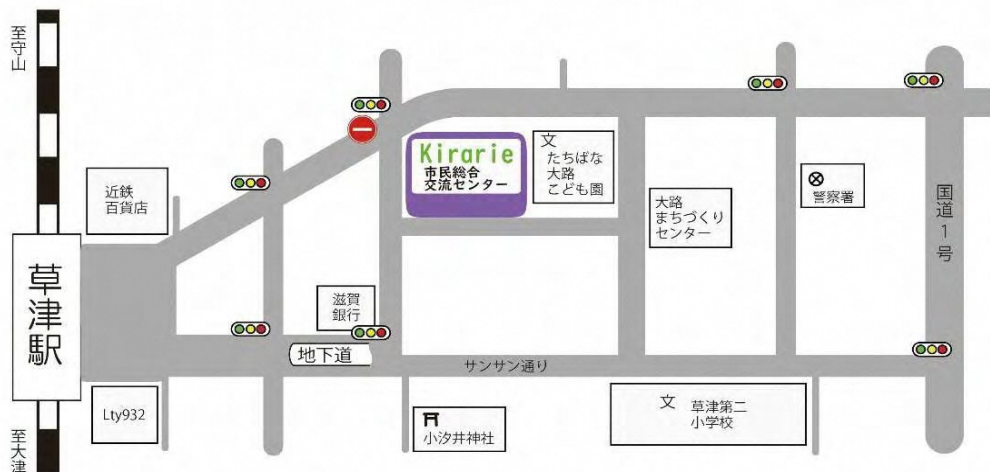 至守山
近鉄
百貨店
草津駅
Lty932
至大津
滋賀
銀行
地下道
Kirarie
市民総合
交流センター
文
たちばな
大路
こども園
大路
まちづくり
センター
警察署
国道1号
サンサン通り
小汐井神社
文 草津第二
小学校